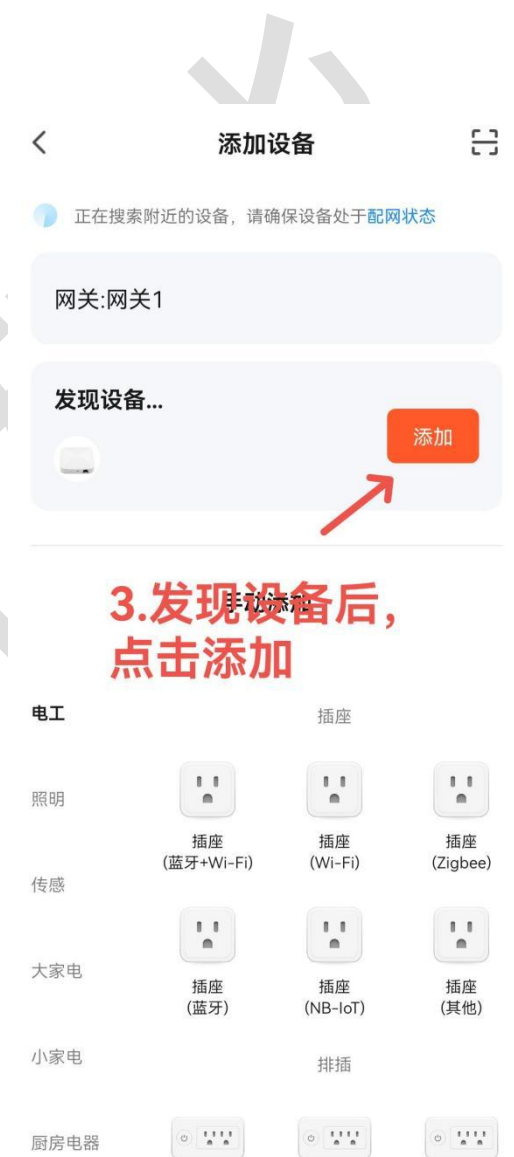 添加设备
正在搜索附近的设备，请确保设备处于配网状态
网关:网关1
发现设备...
添加
手动添加
3.发现设备后，
点击添加
电工
插座
照明
插座
(蓝牙+Wi-Fi)
插座
(Wi-Fi)
插座
(Zigbee)
传感
大家电
插座
(蓝牙)
插座
(NB-IoT)
插座
(其他)
小家电
排插
厨房电器